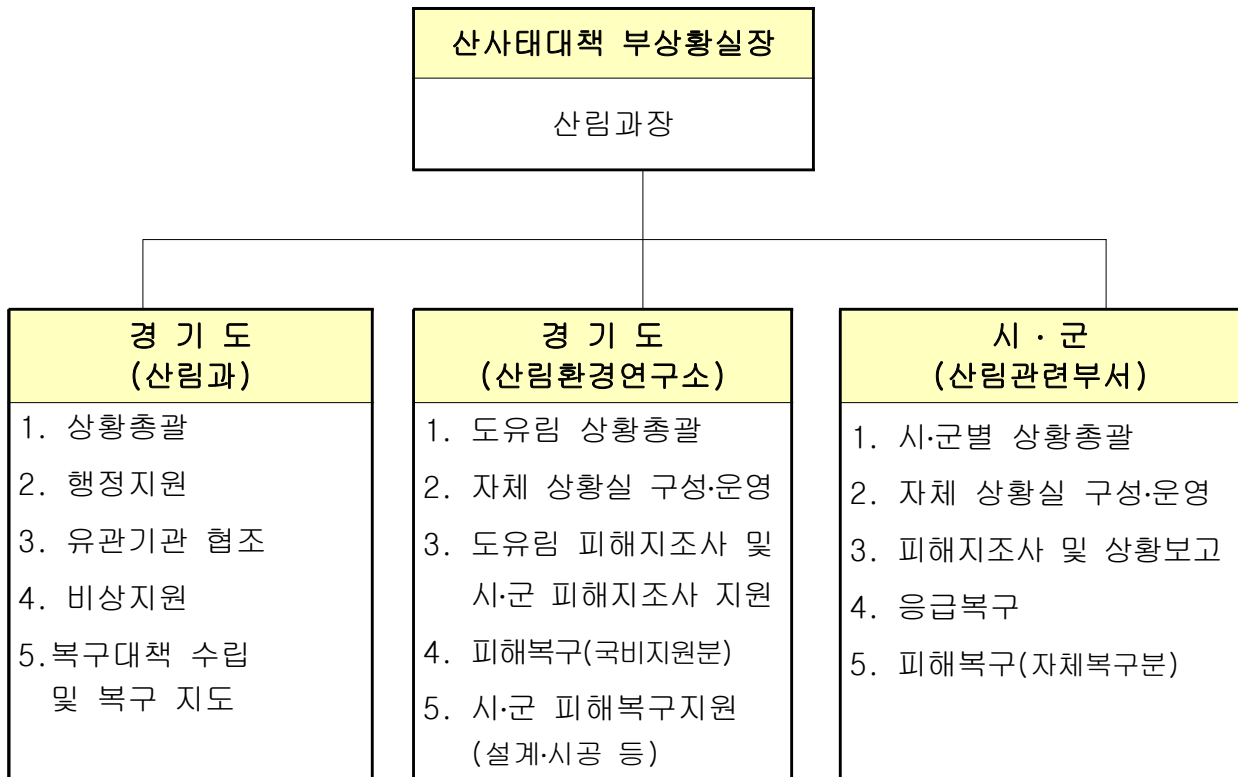 산사태대책 부상황실장
산림과장
경 기 도
(산림과)
1. 상황총괄
2. 행정지원
3. 유관기관 협조
4. 비상지원
5.복구대책 수립
및 복구 지도
경 기 도
(산림환경연구소)
1. 도유림 상황총괄
2. 자체 상황실 구성·운영
3. 도유림 피해지조사 및
시·군 피해지조사 지원
4. 피해복구(국비지원분)
5. 시·군 피해복구지원
(설계·시공 등)
시 · 군
(산림관련부서)
1. 시·군별 상황총괄
2. 자체 상황실 구성·운영
3. 피해지조사 및 상황보고
4. 응급복구
5. 피해복구(자체복구분)